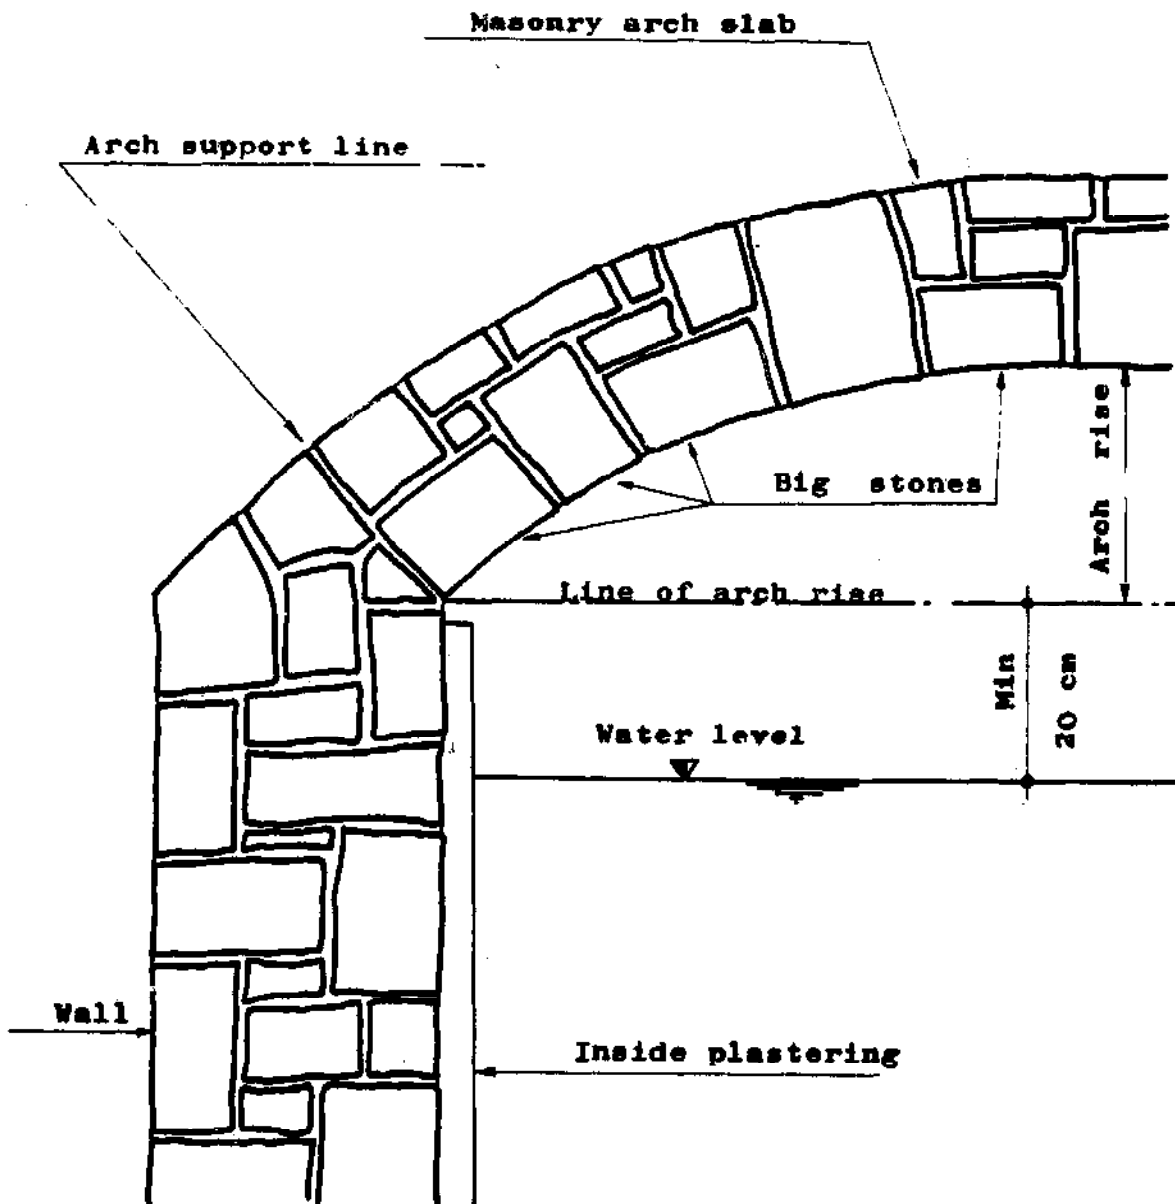 Masonry arch slab
Arch support line
Big stones
Arch rise
Line of arch rise
Min
20 cm
Water level
Wall
Inside plastering